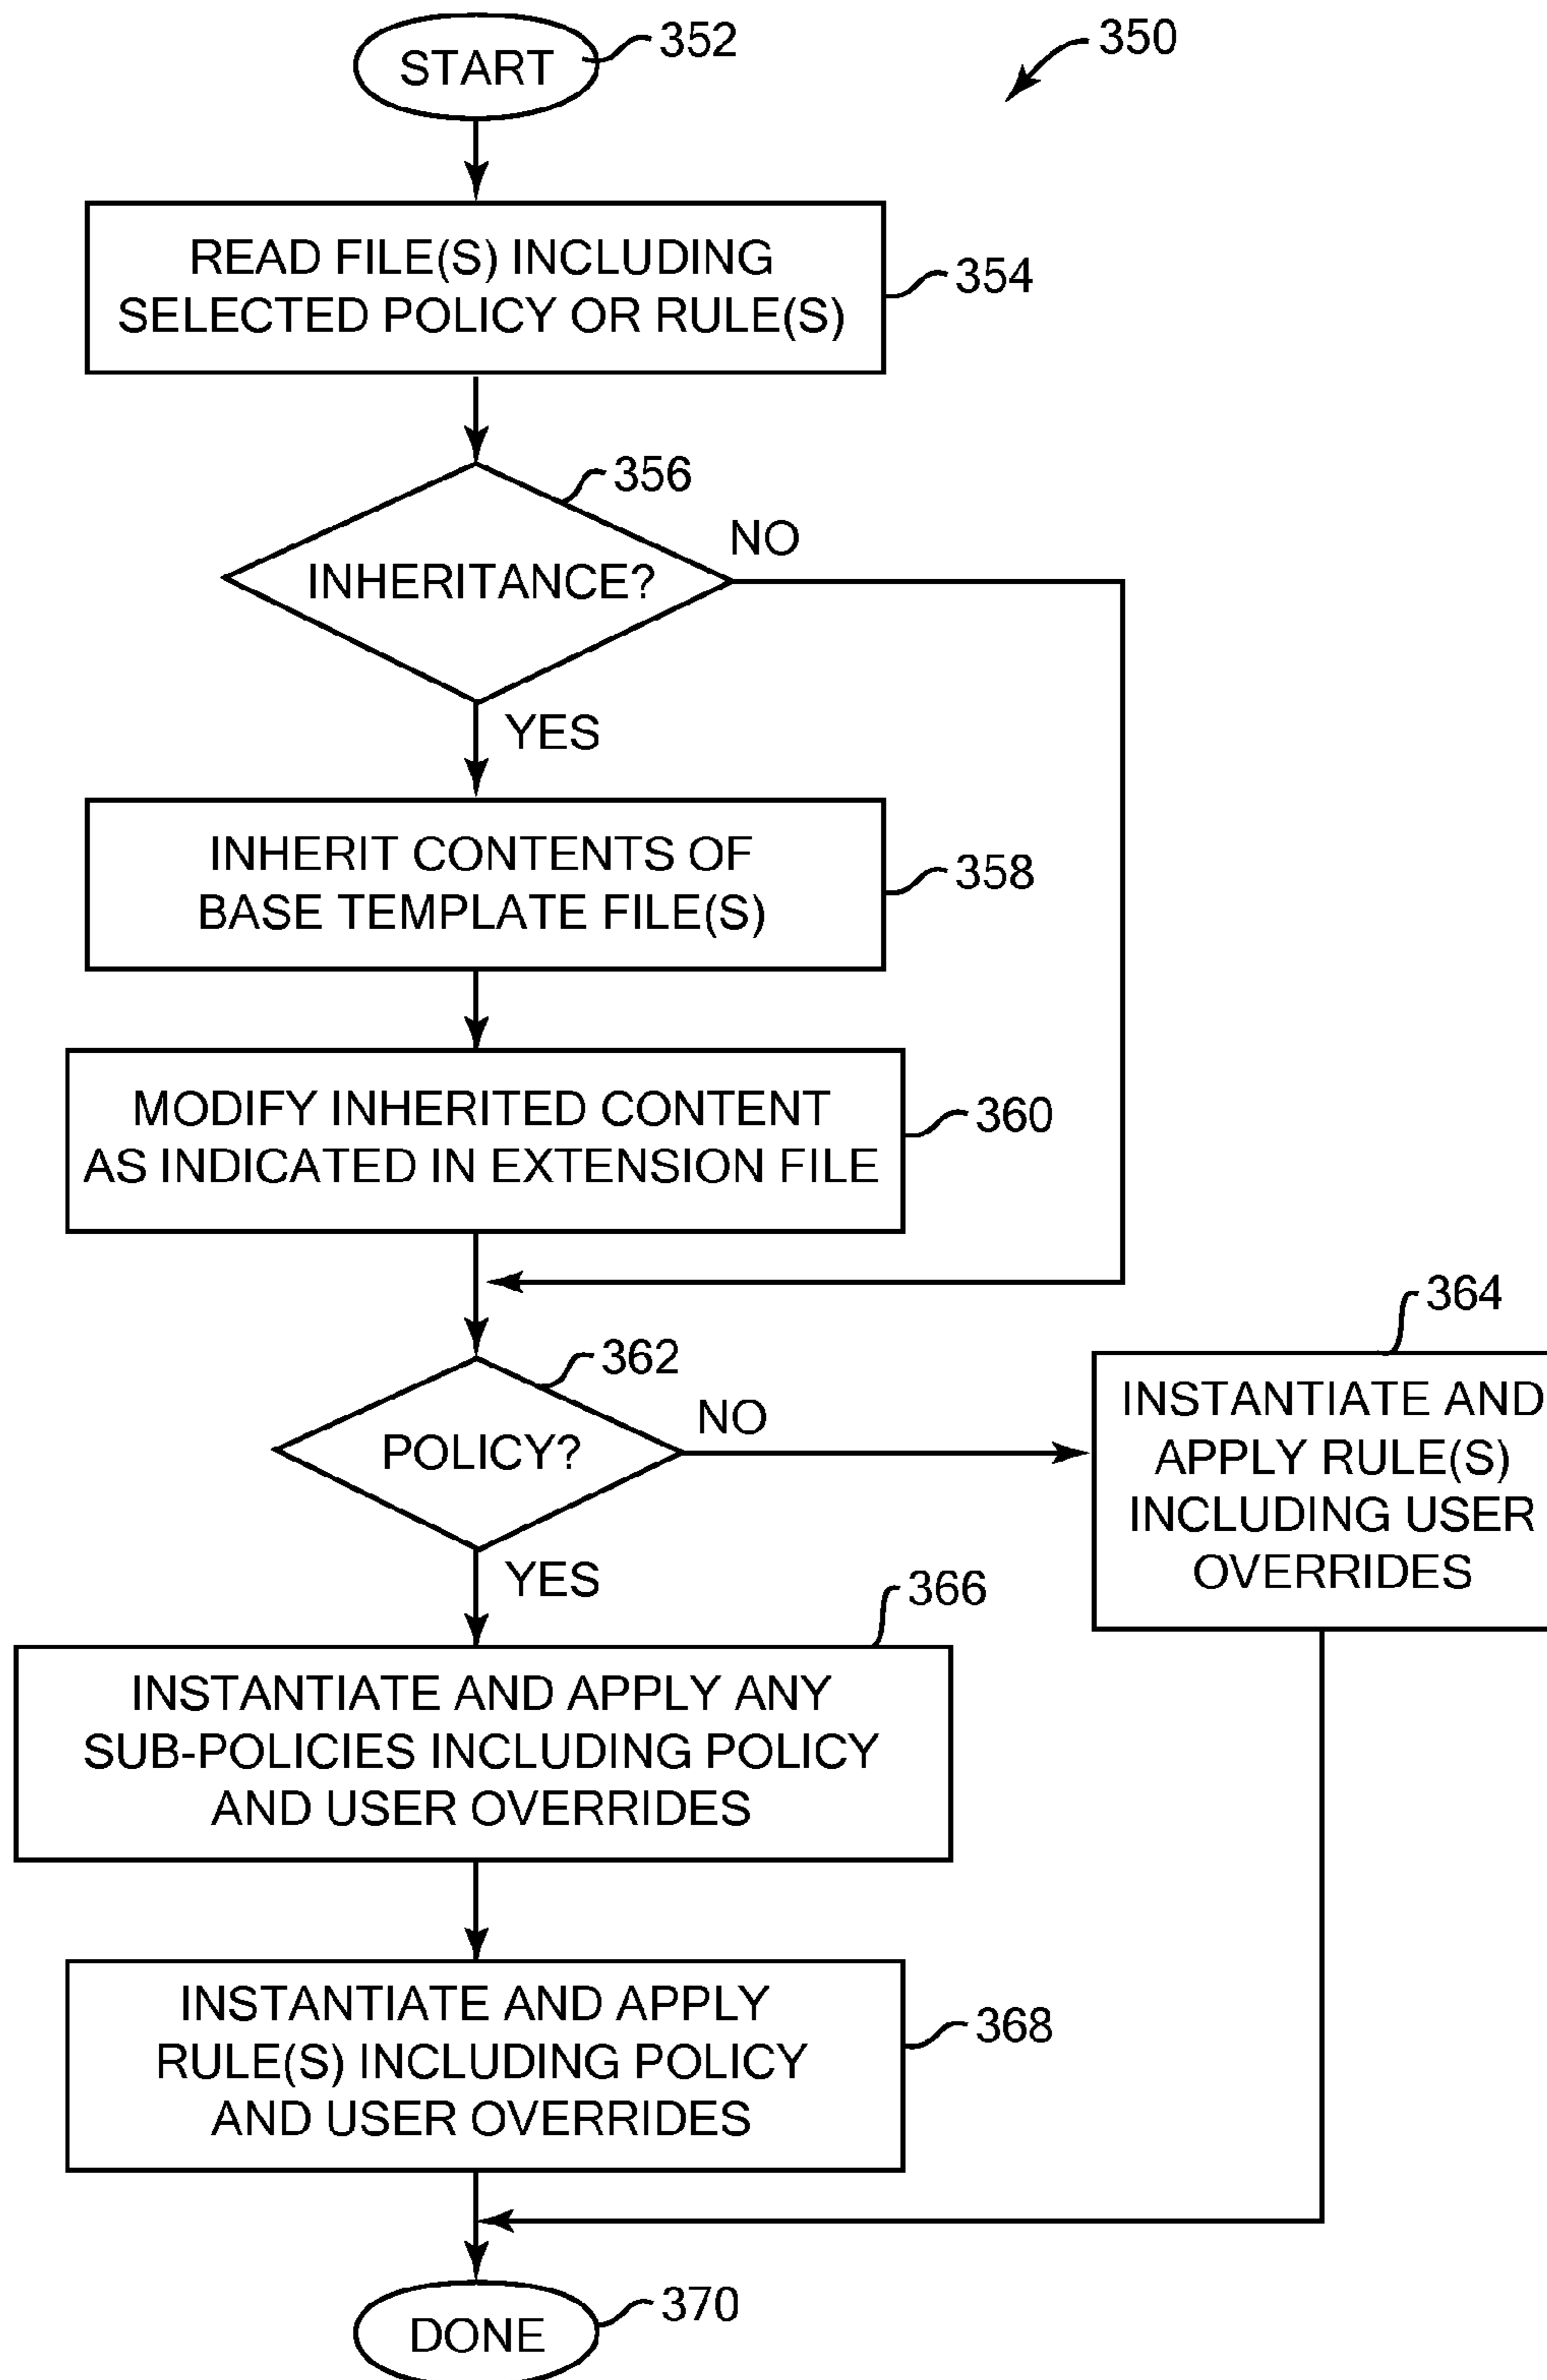 START
352
350
READ FILE(S) INCLUDING
SELECTED POLICY OR RULE(S)
354
356
INHERITANCE?
NO
YES
INHERIT CONTENTS OF
BASE TEMPLATE FILE(S)
358
MODIFY INHERITED CONTENT
AS INDICATED IN EXTENSION FILE
360
362
POLICY?
NO
364
INSTANTIATE AND
APPLY RULE(S)
INCLUDING USER
OVERRIDES
YES
366
INSTANTIATE AND APPLY ANY
SUB-POLICIES INCLUDING POLICY
AND USER OVERRIDES
INSTANTIATE AND APPLY
RULE(S) INCLUDING POLICY
AND USER OVERRIDES
368
DONE
370